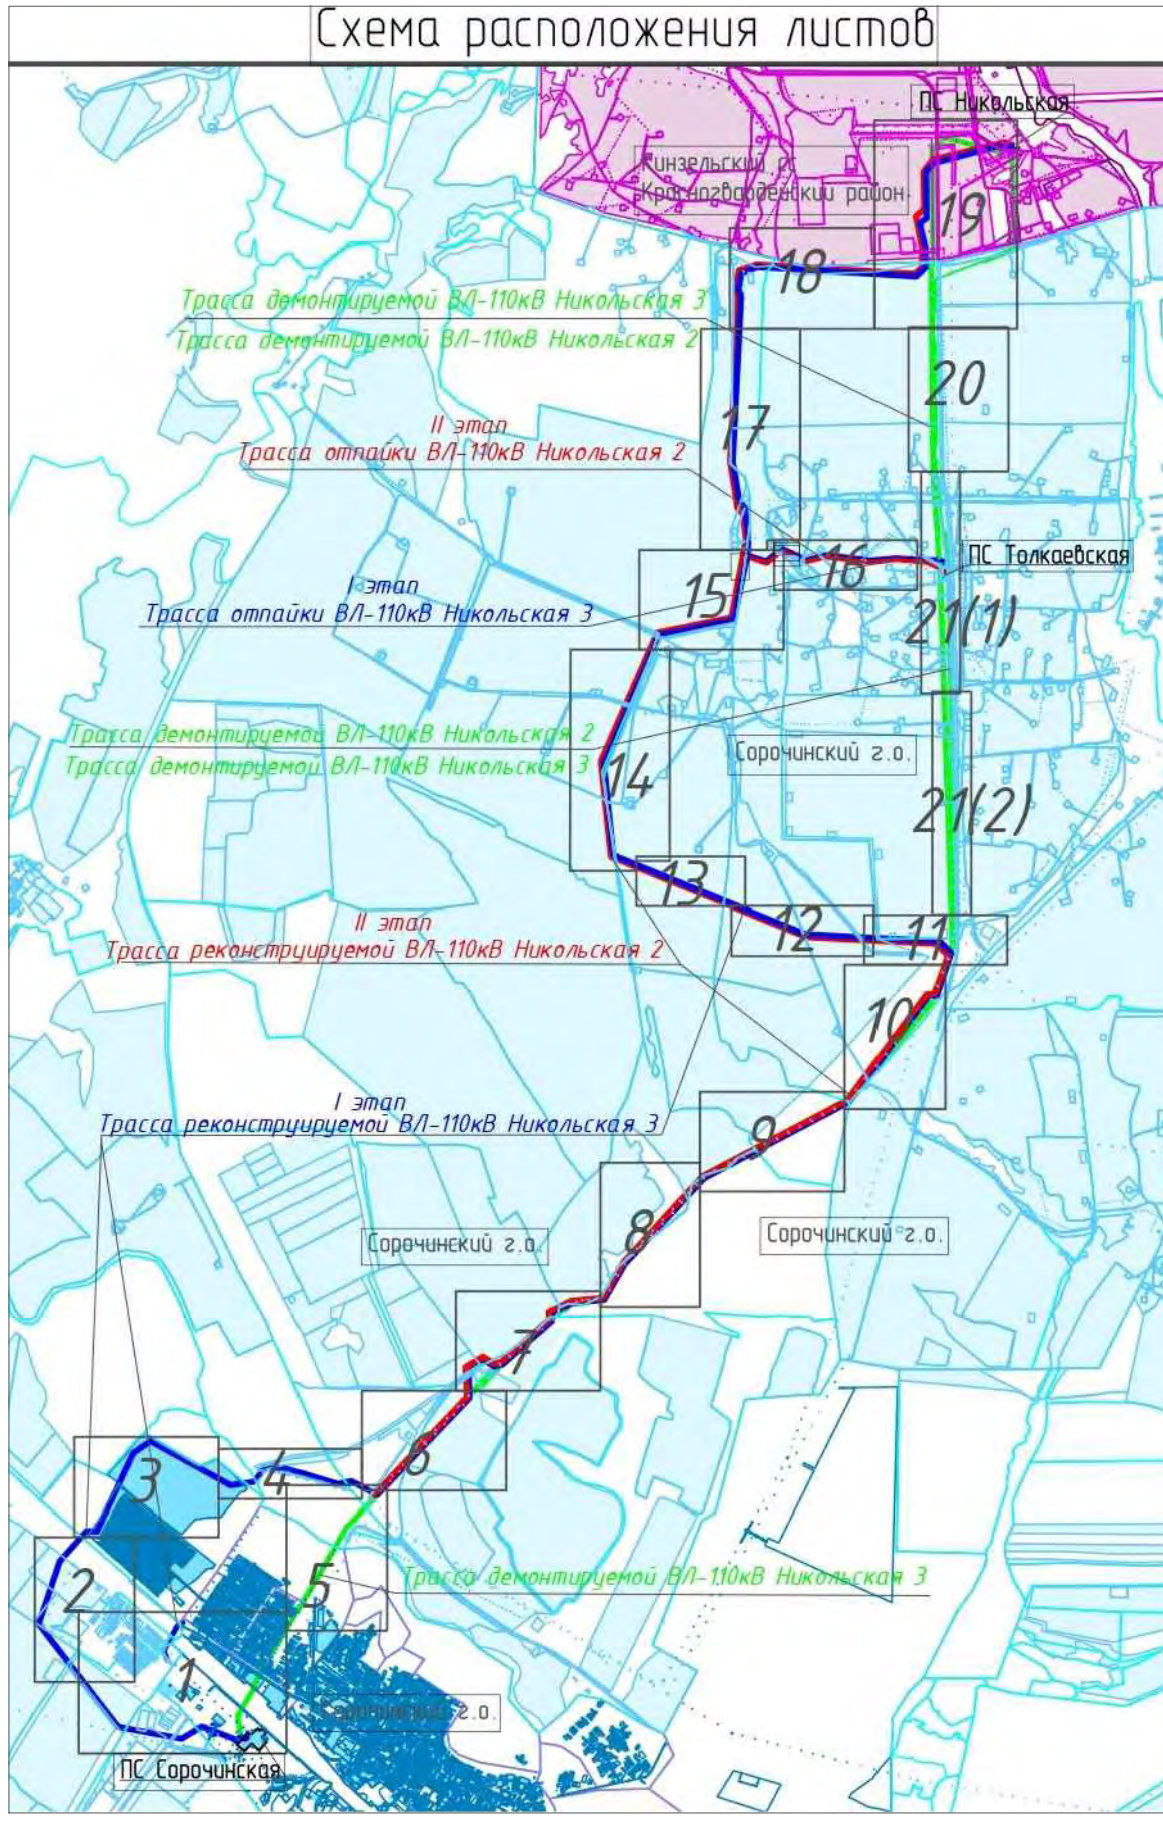 Схема расположения листов
ПС Никольская
Кинзельский сс
Красногвардейский район
19
18
Трасса демонтируемой ВЛ-110кВ Никольская 3
Трасса демонтируемой ВЛ-110кВ Никольская 2
20
17
II этап
Трасса отпайки ВЛ-110кВ Никольская 2
ПС Толкаевская
16
I этап
Трасса отпайки ВЛ-110кВ Никольская 3
15
21(1)
Трасса демонтируемой ВЛ-110кВ Никольская 2
Трасса демонтируемой ВЛ-110кВ Никольская 3
Сорочинский г.о.
14
21(2)
13
12
11
II этап
Трасса реконструируемой ВЛ-110кВ Никольская 2
10
I этап
Трасса реконструируемой ВЛ-110кВ Никольская 3
9
8
Сорочинский г.о.
Сорочинский г.о.
7
6
3
4
5
Трасса демонтируемой ВЛ-110кВ Никольская 3
2
1
Сорочинский г.о.
ПС Сорочинская